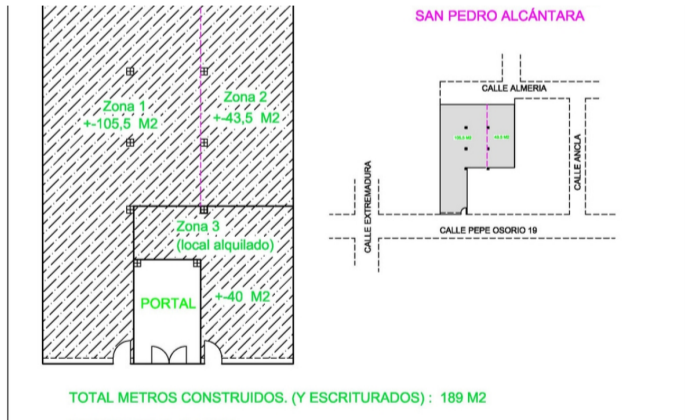 SAN PEDRO ALCÁNTARA
CALLE ALMERIA
Zona 1
+-105,5 M2
Zona 2
+-43,5 M2
CALLE ANCLA
CALLE EXTREMADURA
Zona 3
(local alquilado)
CALLE PEPE OSORIO 19
PORTAL
+-40 M2
TOTAL METROS CONSTRUIDOS. (Y ESCRITURADOS) : 189 M2